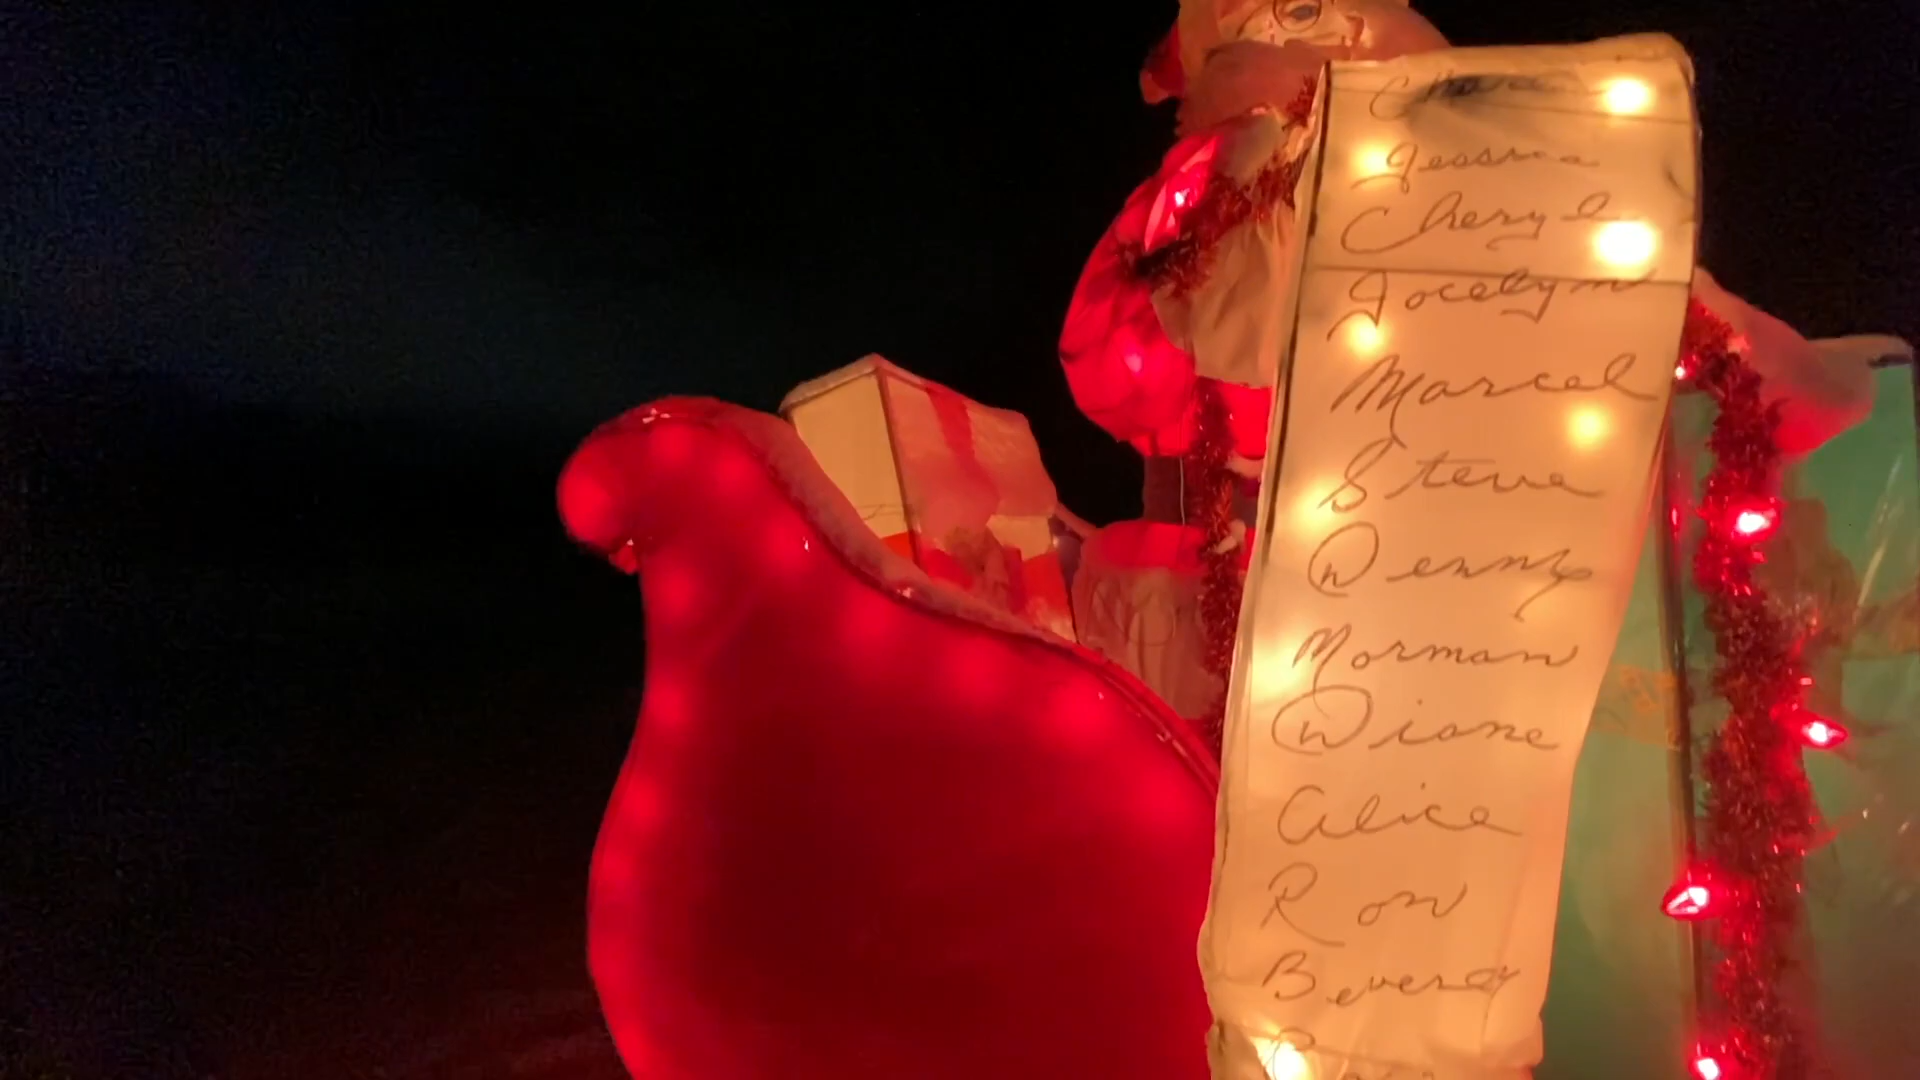 Jessica
Cheryl
Jocelyn
Marcel
Steve
Denny
Norman
Diane
Alice
Ron
Beverly